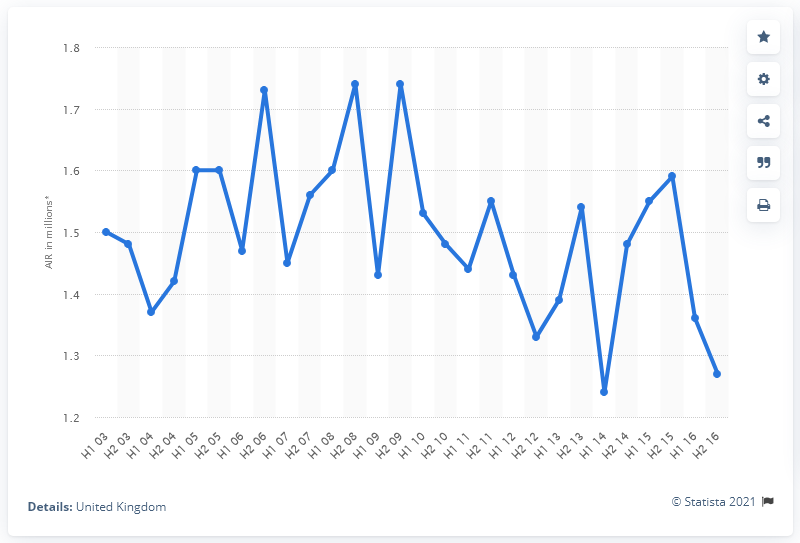 1.8
1.7
1.6
1.5
1.4
1.3
1.2
AIR in millions*
H1 03
H2 03
H1 04
H2 04
H1 05
H2 05
H1 06
H2 06
H1 07
H2 07
H1 08
H2 08
H1 09
H2 09
H1 10
H2 10
H1 11
H2 11
H1 12
H2 12
H1 13
H2 13
H1 14
H2 14
H1 15
H2 15
H1 16
H2 16
Details: United Kingdom
© Statista 2021